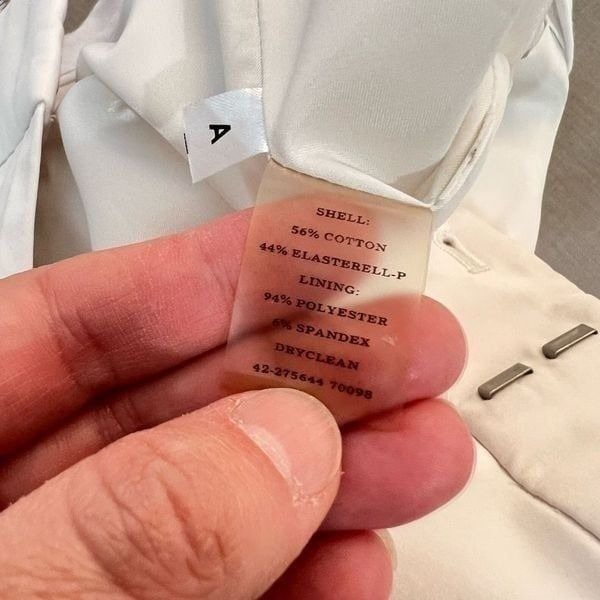 A
SHELL:
56% COTTON
44% ELASTERELL-P
LINING:
94% POLYESTER
6% SPANDEX
DRYCLEAN
42-275644 70098